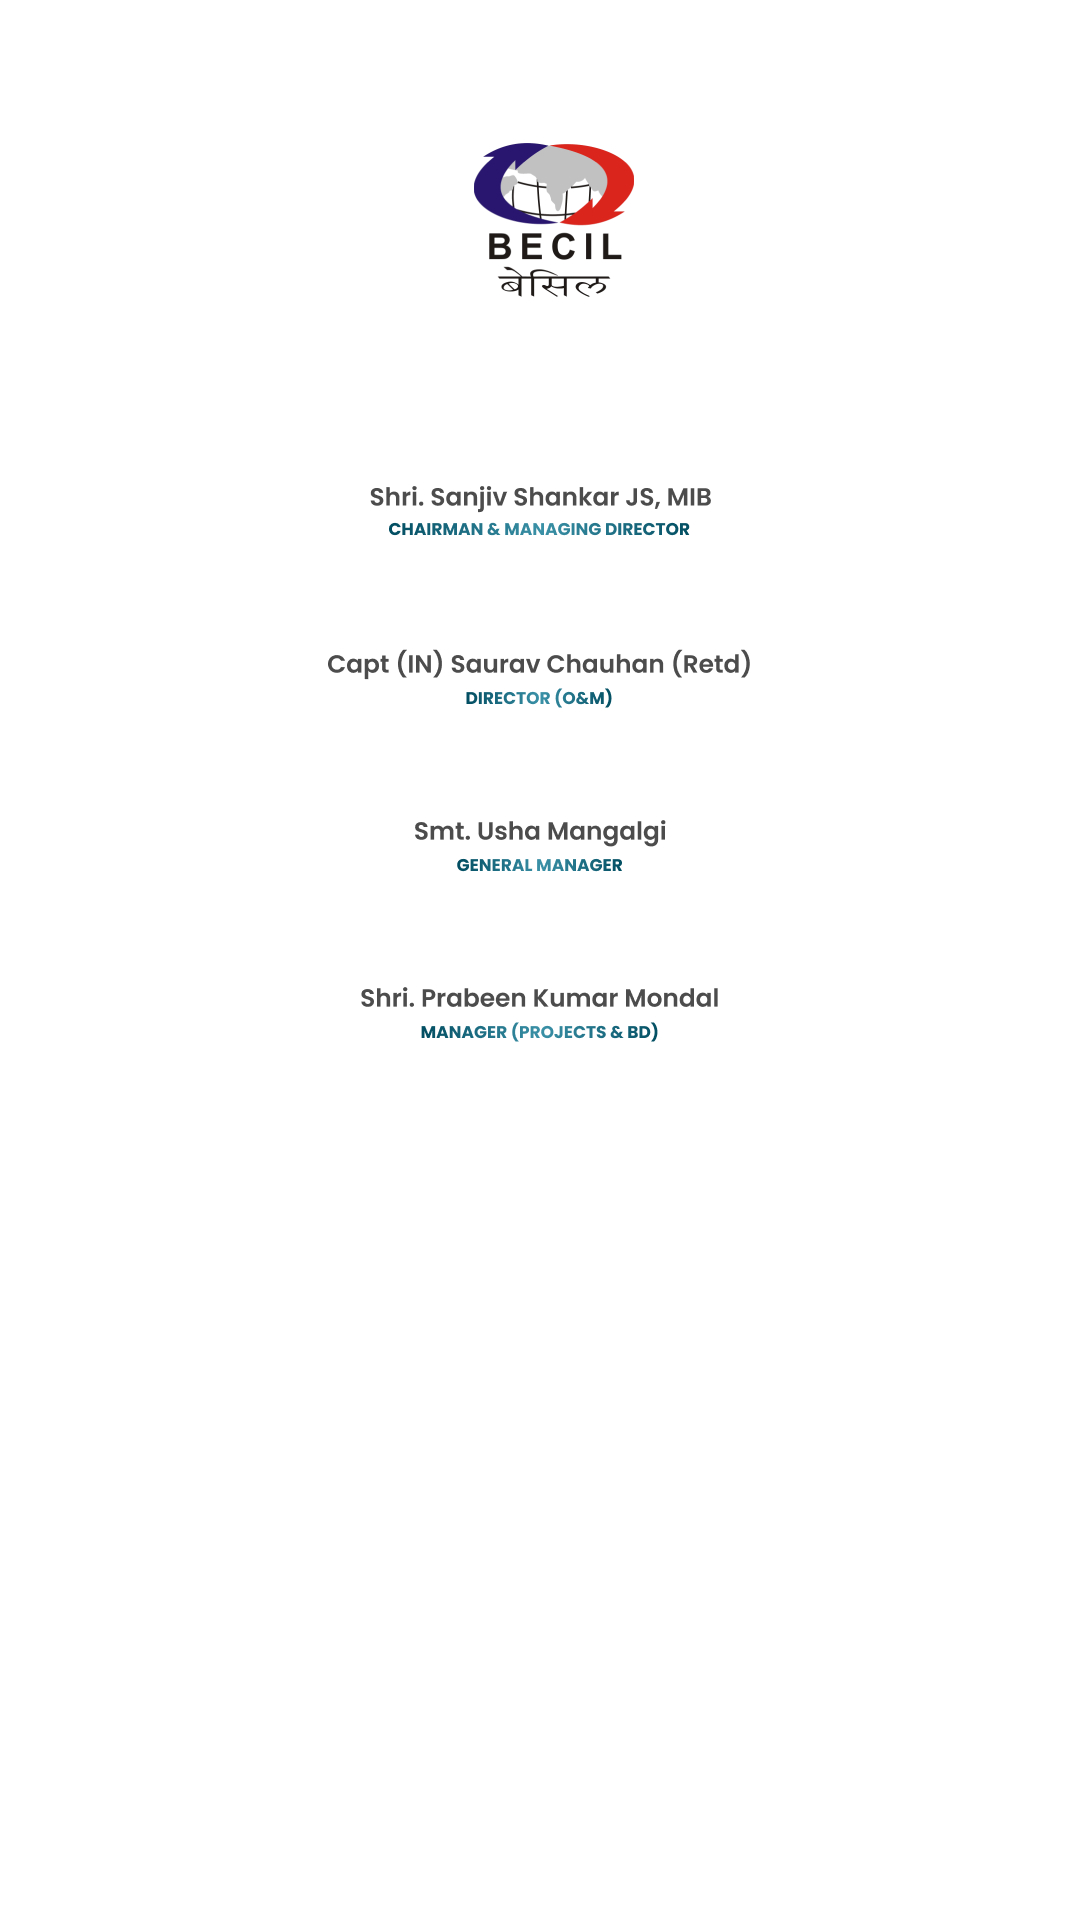 BECIL
बेसिल
Shri. Sanjiv Shankar JS, MIB
CHAIRMAN & MANAGING DIRECTOR
Capt (IN) Saurav Chauhan (Retd)
DIRECTOR (O&M)
Smt. Usha Mangalgi
GENERAL MANAGER
Shri. Prabeen Kumar Mondal
MANAGER (PROJECTS & BD)